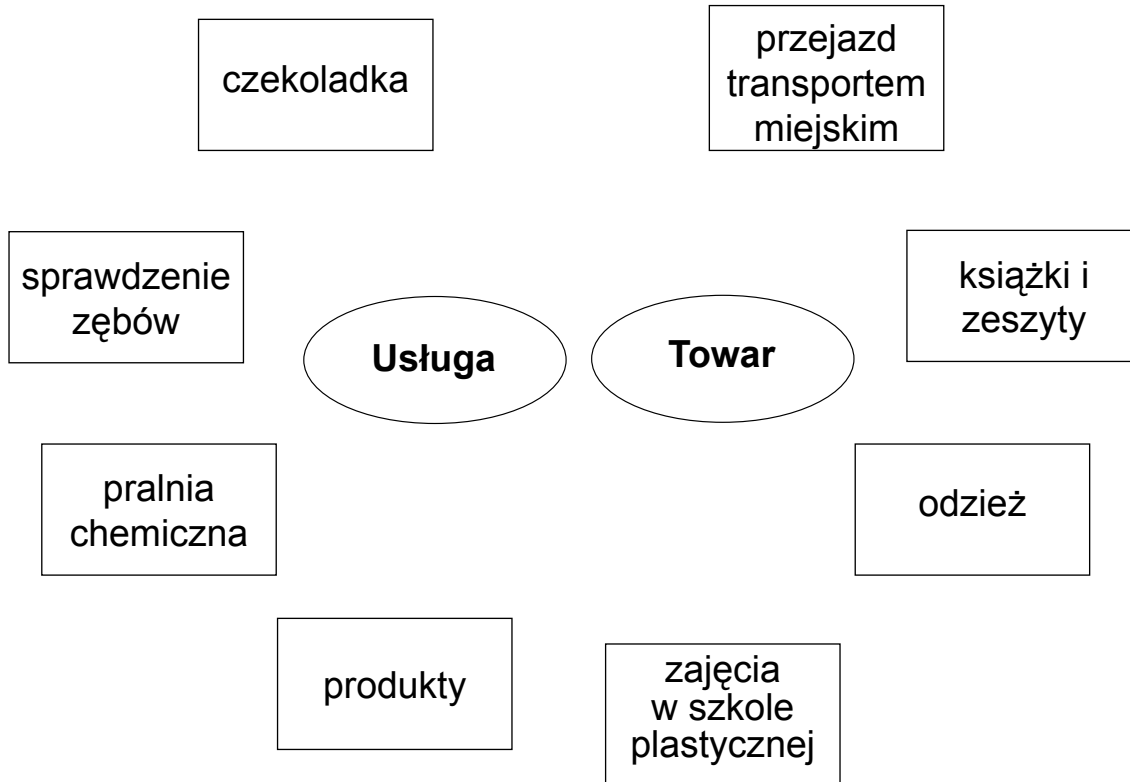 czekoladka
przejazd
transportem
miejskim
sprawdzenie
zębów
książki i
zeszyty
Usługa
Towar
pralnia
chemiczna
odzież
produkty
zajęcia
w szkole
plastycznej